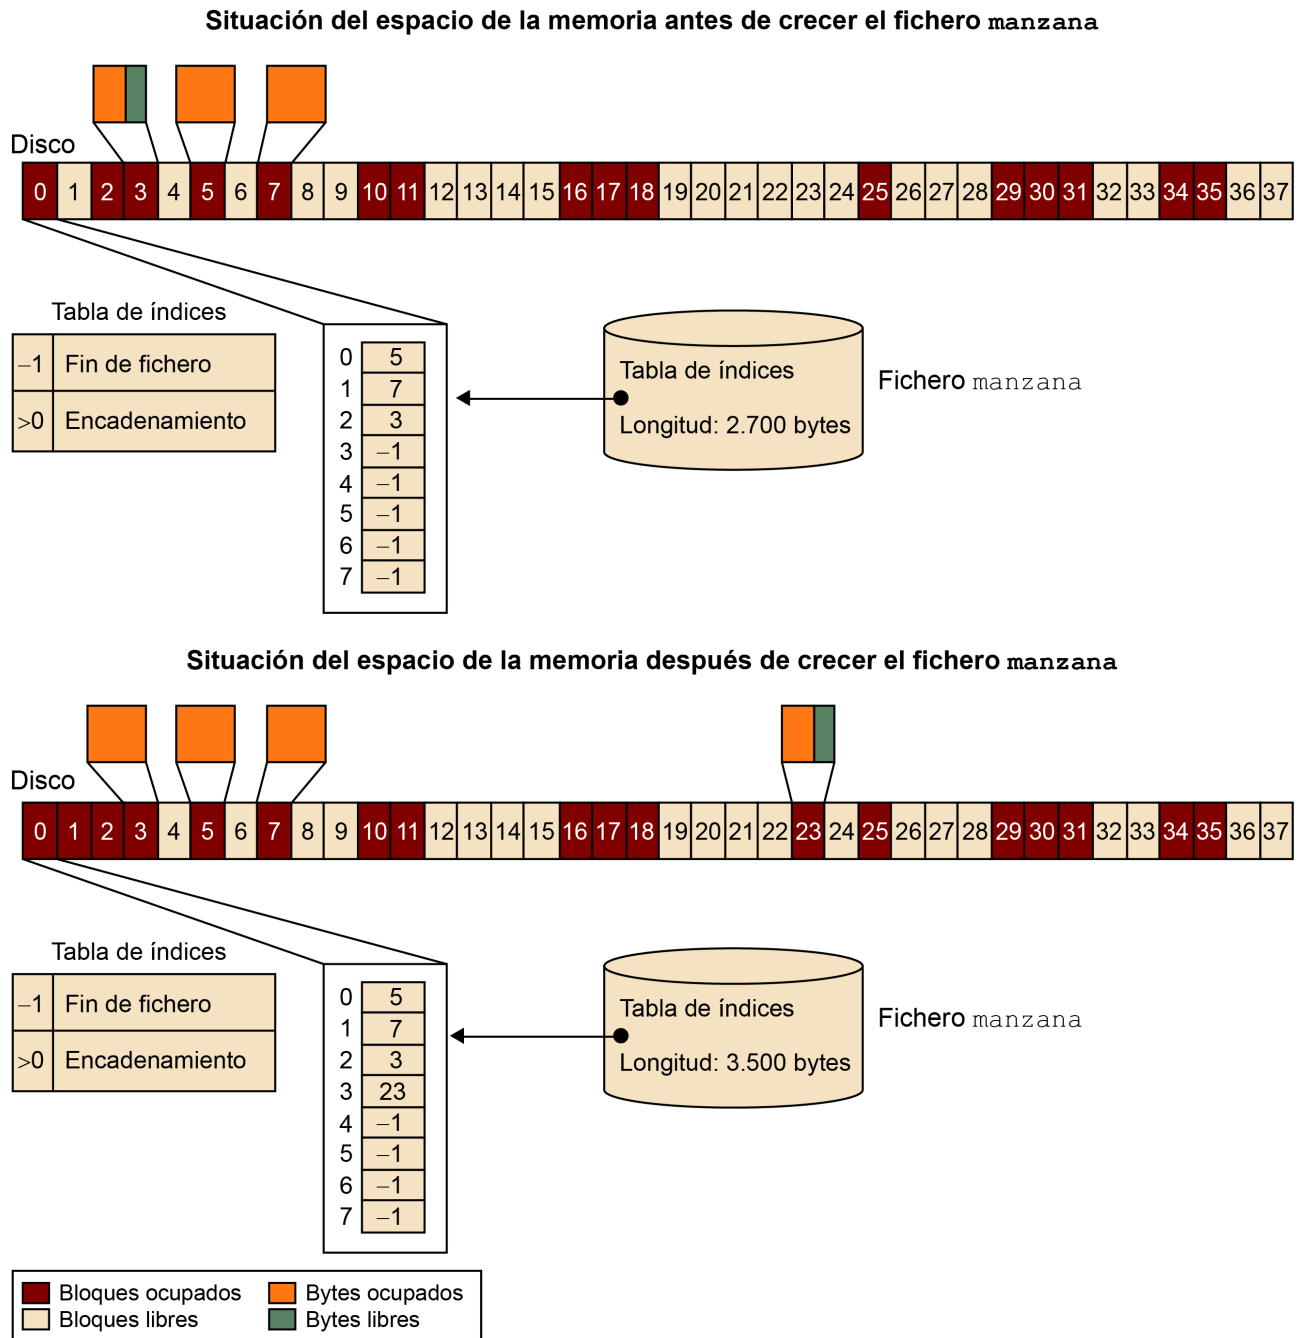 Situación del espacio de la memoria antes de crecer el fichero manzana
Disco
0 1 2 3 4 5 6 7 8 9 10 11 12 13 14 15 16 17 18 19 20 21 22 23 24 25 26 27 28 29 30 31 32 33 34 35 36 37
Tabla de índices
−1 Fin de fichero
>0 Encadenamiento
0 5
1 7
2 3
3 −1
4 −1
5 −1
6 −1
7 −1
Tabla de índices
Longitud: 2.700 bytes
Fichero manzana
Situación del espacio de la memoria después de crecer el fichero manzana
Disco
0 1 2 3 4 5 6 7 8 9 10 11 12 13 14 15 16 17 18 19 20 21 22 23 24 25 26 27 28 29 30 31 32 33 34 35 36 37
Tabla de índices
−1 Fin de fichero
>0 Encadenamiento
0 5
1 7
2 3
3 23
4 −1
5 −1
6 −1
7 −1
Tabla de índices
Longitud: 3.500 bytes
Fichero manzana
Bloques ocupados
Bytes ocupados
Bloques libres
Bytes libres